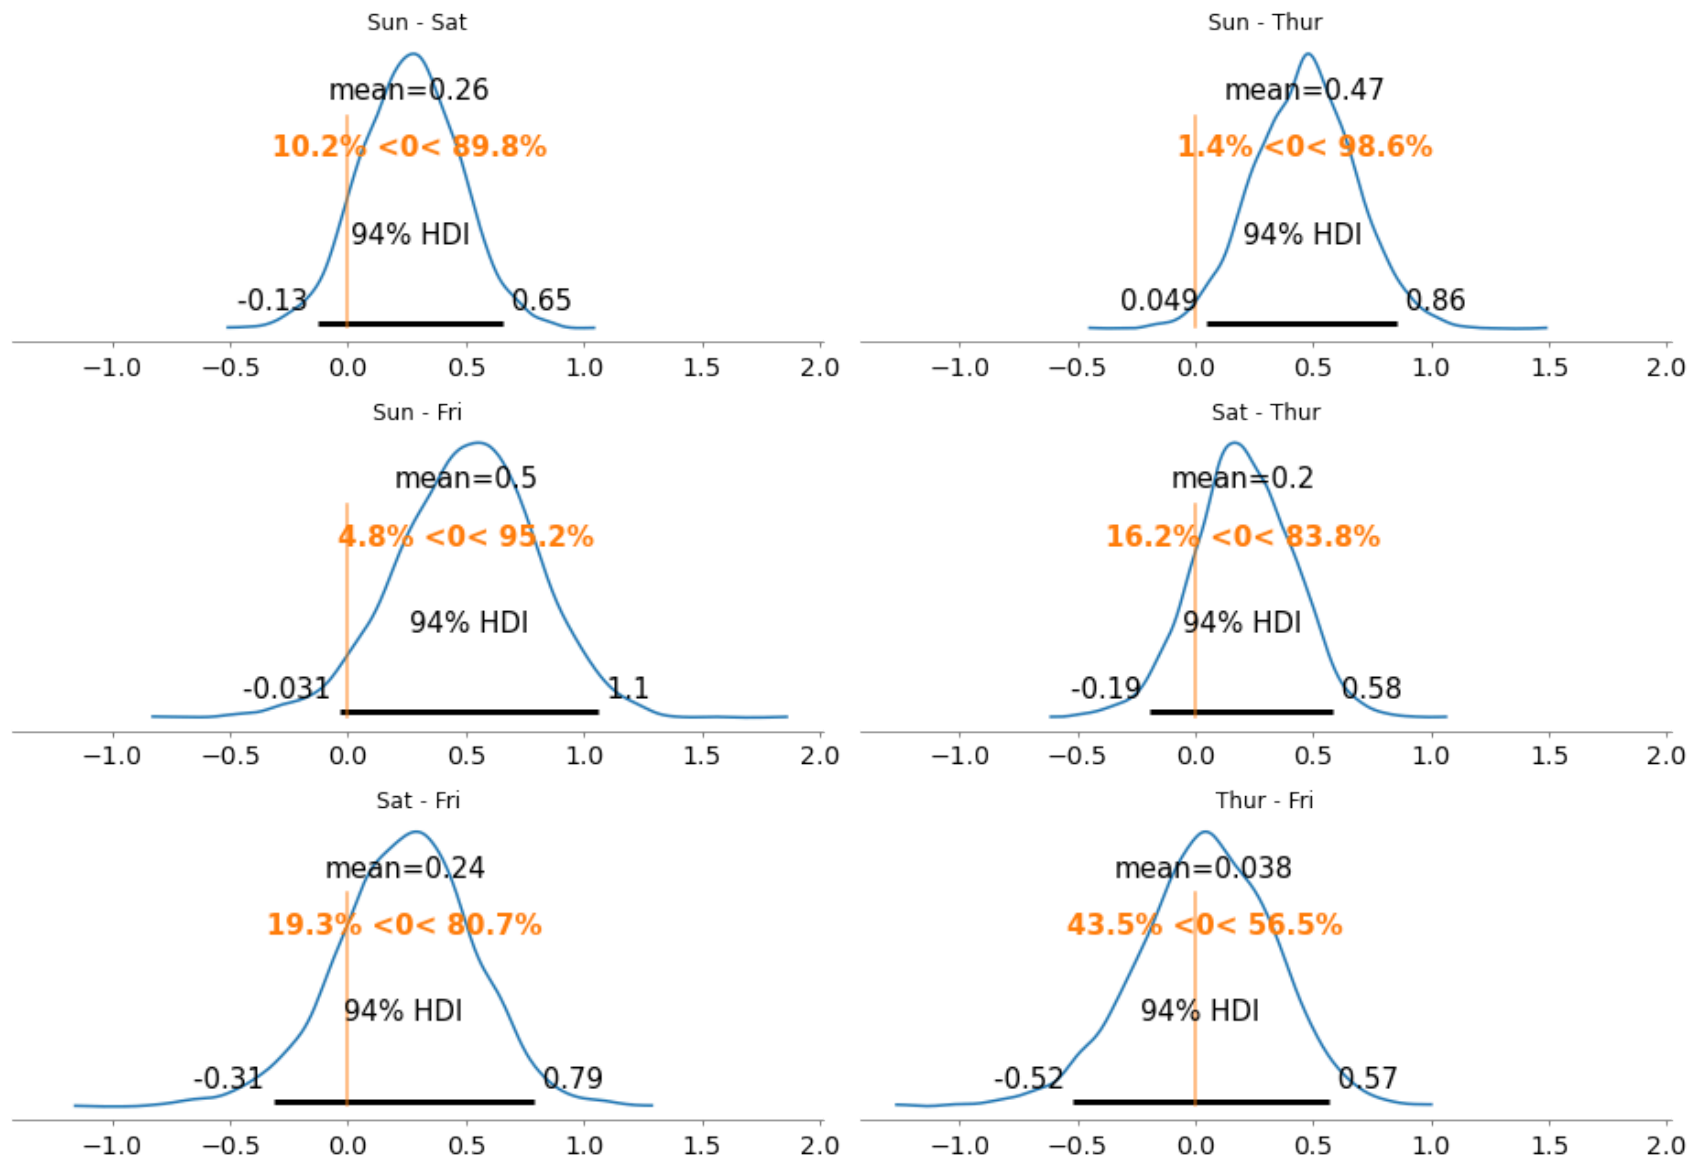 Sun - Sat
mean=0.26
10.2% <0< 89.8%
94% HDI
-0.13 0.65
−1.0 −0.5 0.0 0.5 1.0 1.5 2.0
Sun - Thur
mean=0.47
1.4% <0< 98.6%
94% HDI
0.049 0.86
−1.0 −0.5 0.0 0.5 1.0 1.5 2.0
Sun - Fri
mean=0.5
4.8% <0< 95.2%
94% HDI
-0.031 1.1
−1.0 −0.5 0.0 0.5 1.0 1.5 2.0
Sat - Thur
mean=0.2
16.2% <0< 83.8%
94% HDI
-0.19 0.58
−1.0 −0.5 0.0 0.5 1.0 1.5 2.0
Sat - Fri
mean=0.24
19.3% <0< 80.7%
94% HDI
-0.31 0.79
−1.0 −0.5 0.0 0.5 1.0 1.5 2.0
Thur - Fri
mean=0.038
43.5% <0< 56.5%
94% HDI
-0.52 0.57
−1.0 −0.5 0.0 0.5 1.0 1.5 2.0